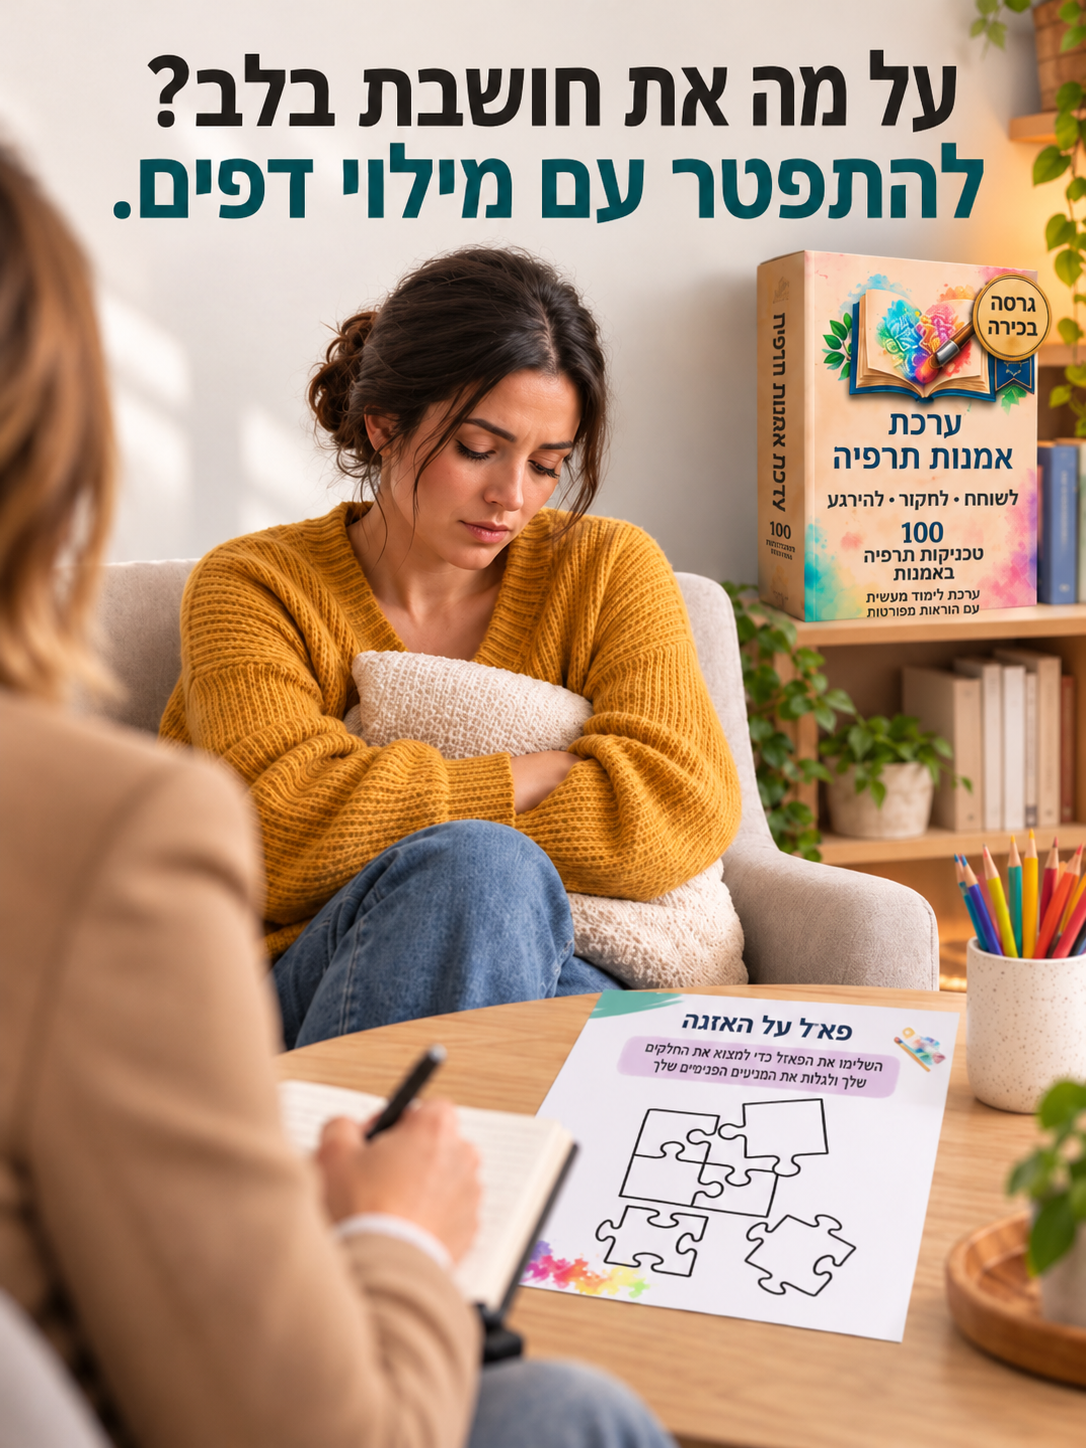 על מה את חושבת בלב?
להתפטר עם מילוי דפים.
גרסה
בכירה
ערכת
אמנות תרפיה
לשוחח • לחקור • להירגע
100
טכניקות תרפיה
באמנות
ערכת לימוד מעשית
עם הוראות מפורטות
100
פאזל על האזגה
השלימו את הפאזל כדי למצוא את החלקים
שלך ולגלות את המניעים הפנימיים שלך